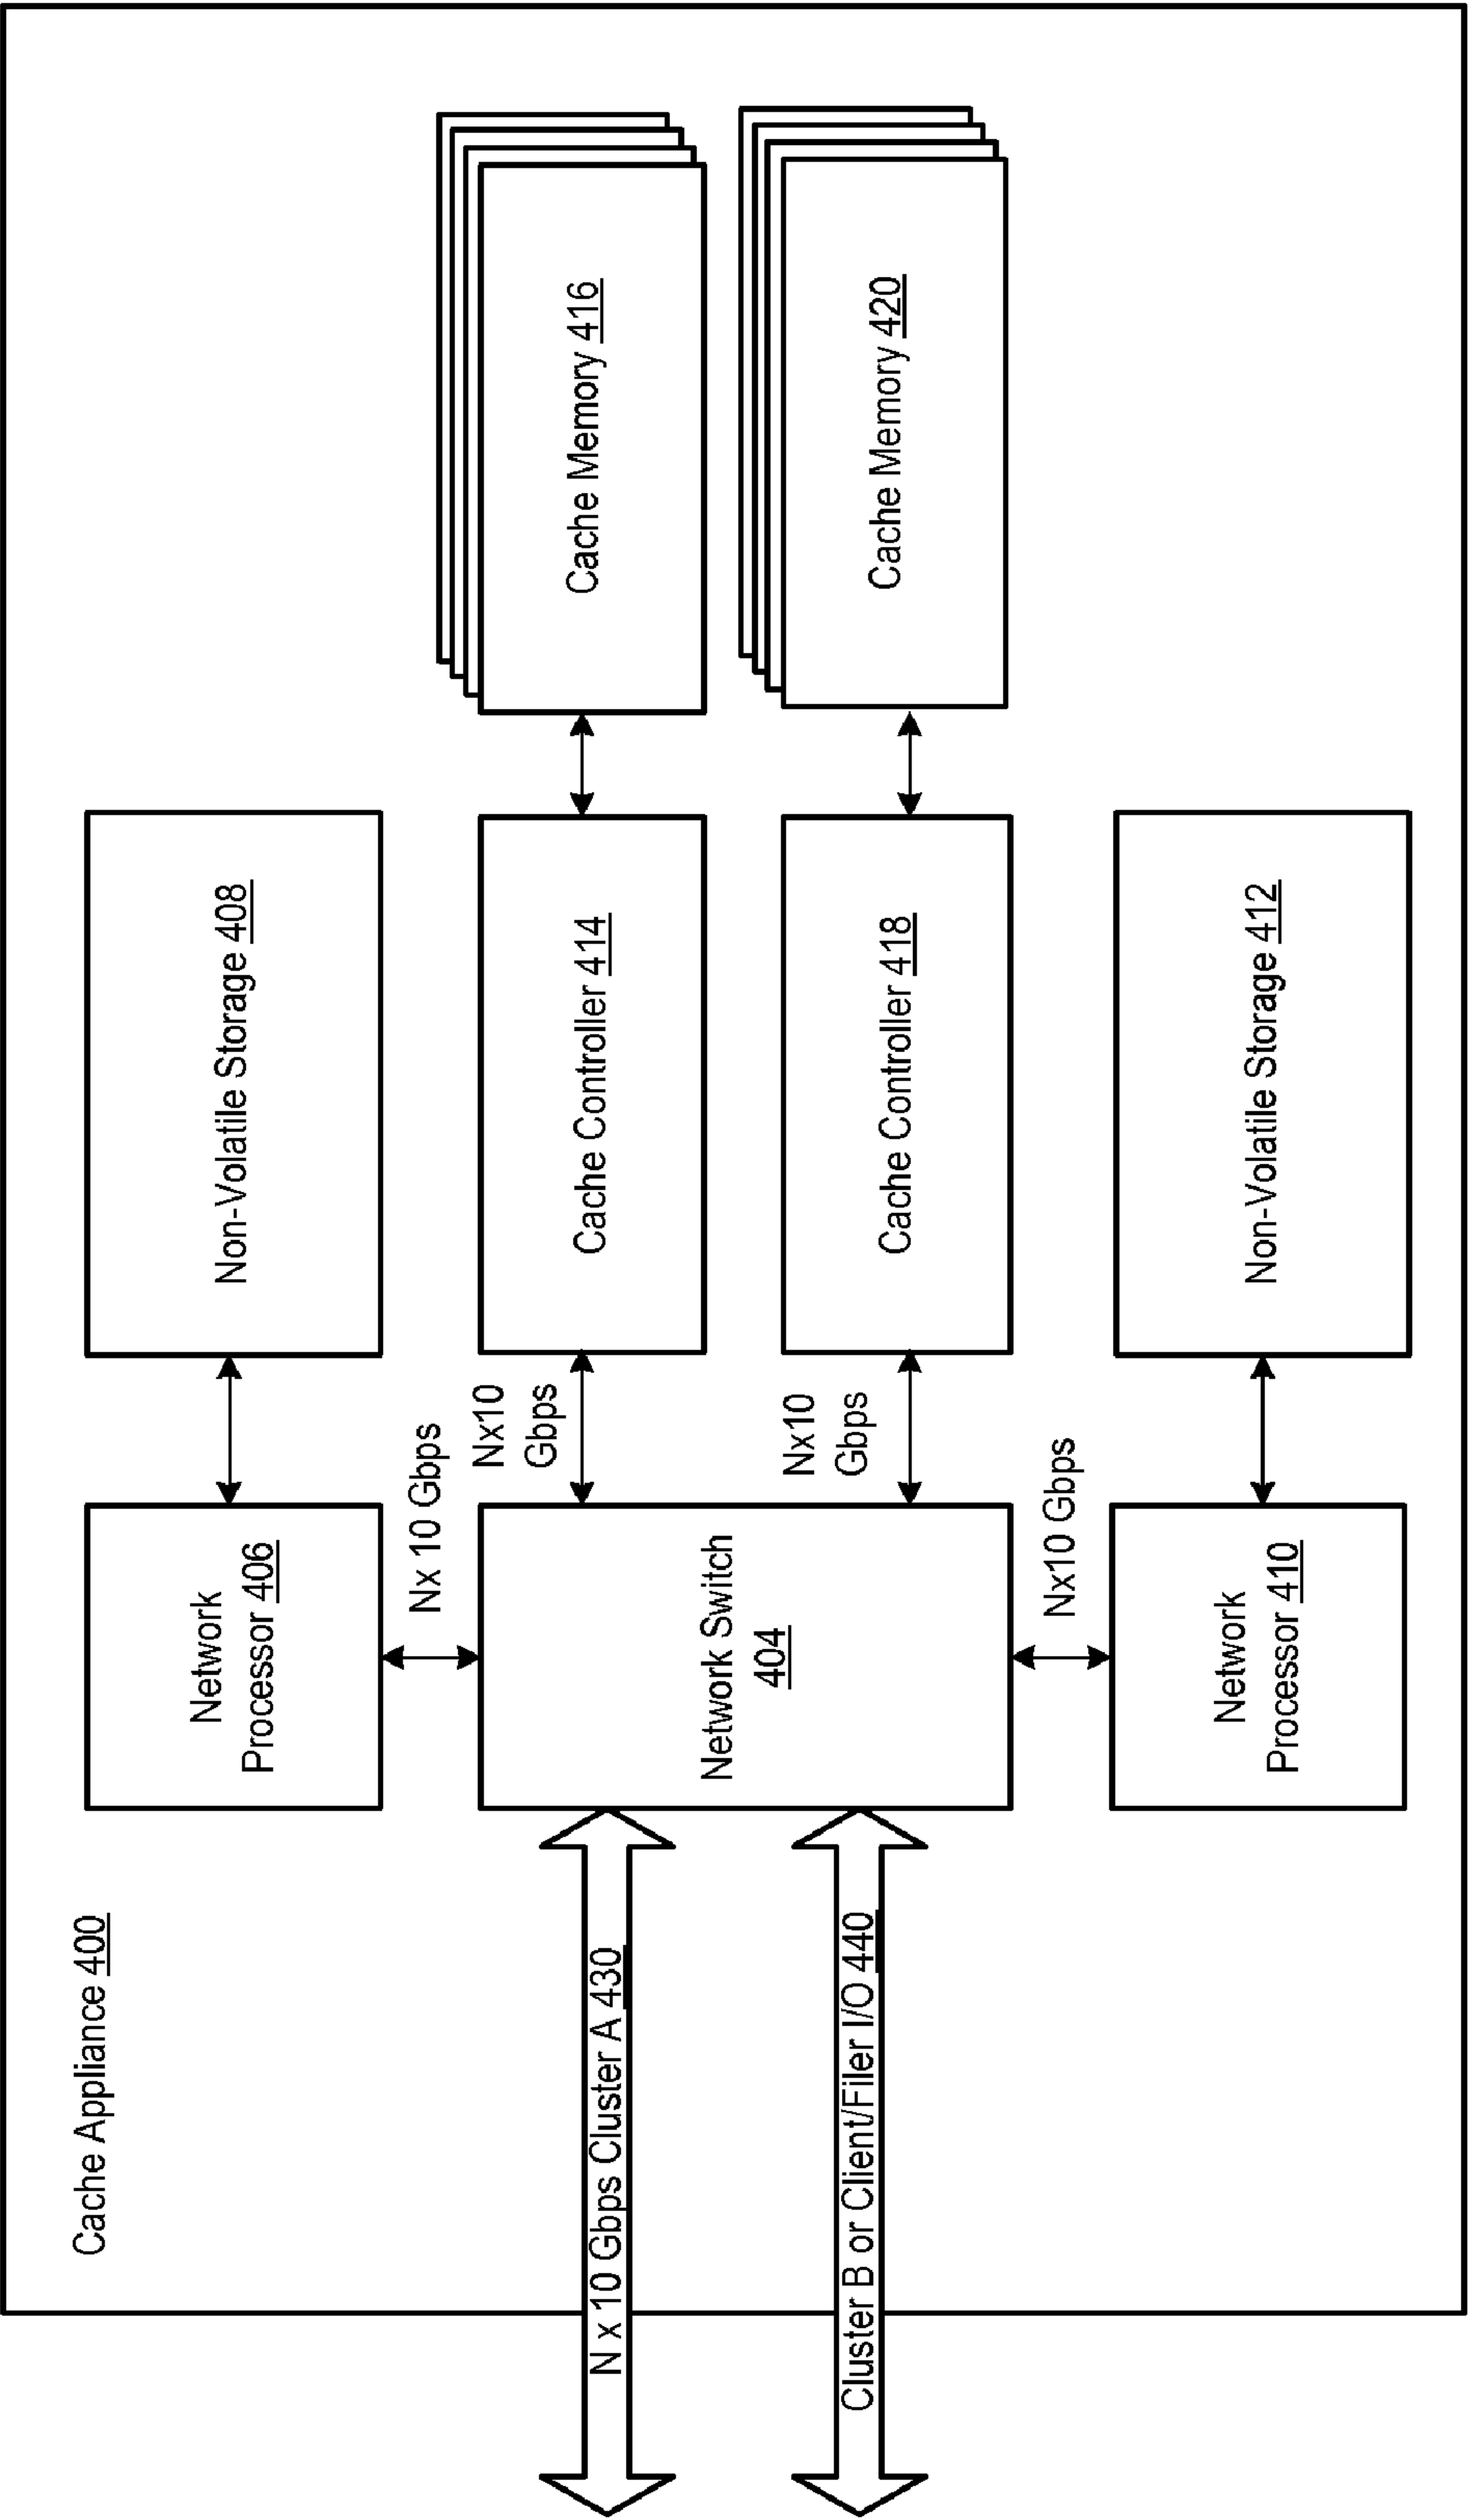 Cache Appliance 400
Network
Processor 406
Non-Volatile Storage 408
Nx 10 Gbps
Nx10
Gbps
Cache Controller 414
Cache Memory 416
N x 10 Gbps Cluster A 430
Network Switch
404
Cluster B or Client/Filer I/O 440
Nx10
Gbps
Cache Controller 418
Cache Memory 420
Nx10 Gbps
Network
Processor 410
Non-Volatile Storage 412